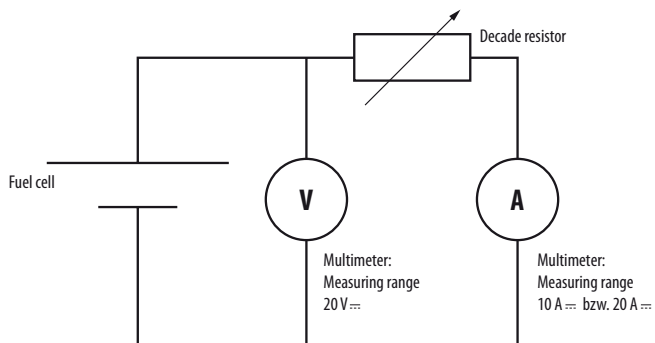 Decade resistor
Fuel cell
V
A
Multimeter:
Measuring range
20 V⎓
Multimeter:
Measuring range
10 A⎓ bzw. 20 A⎓